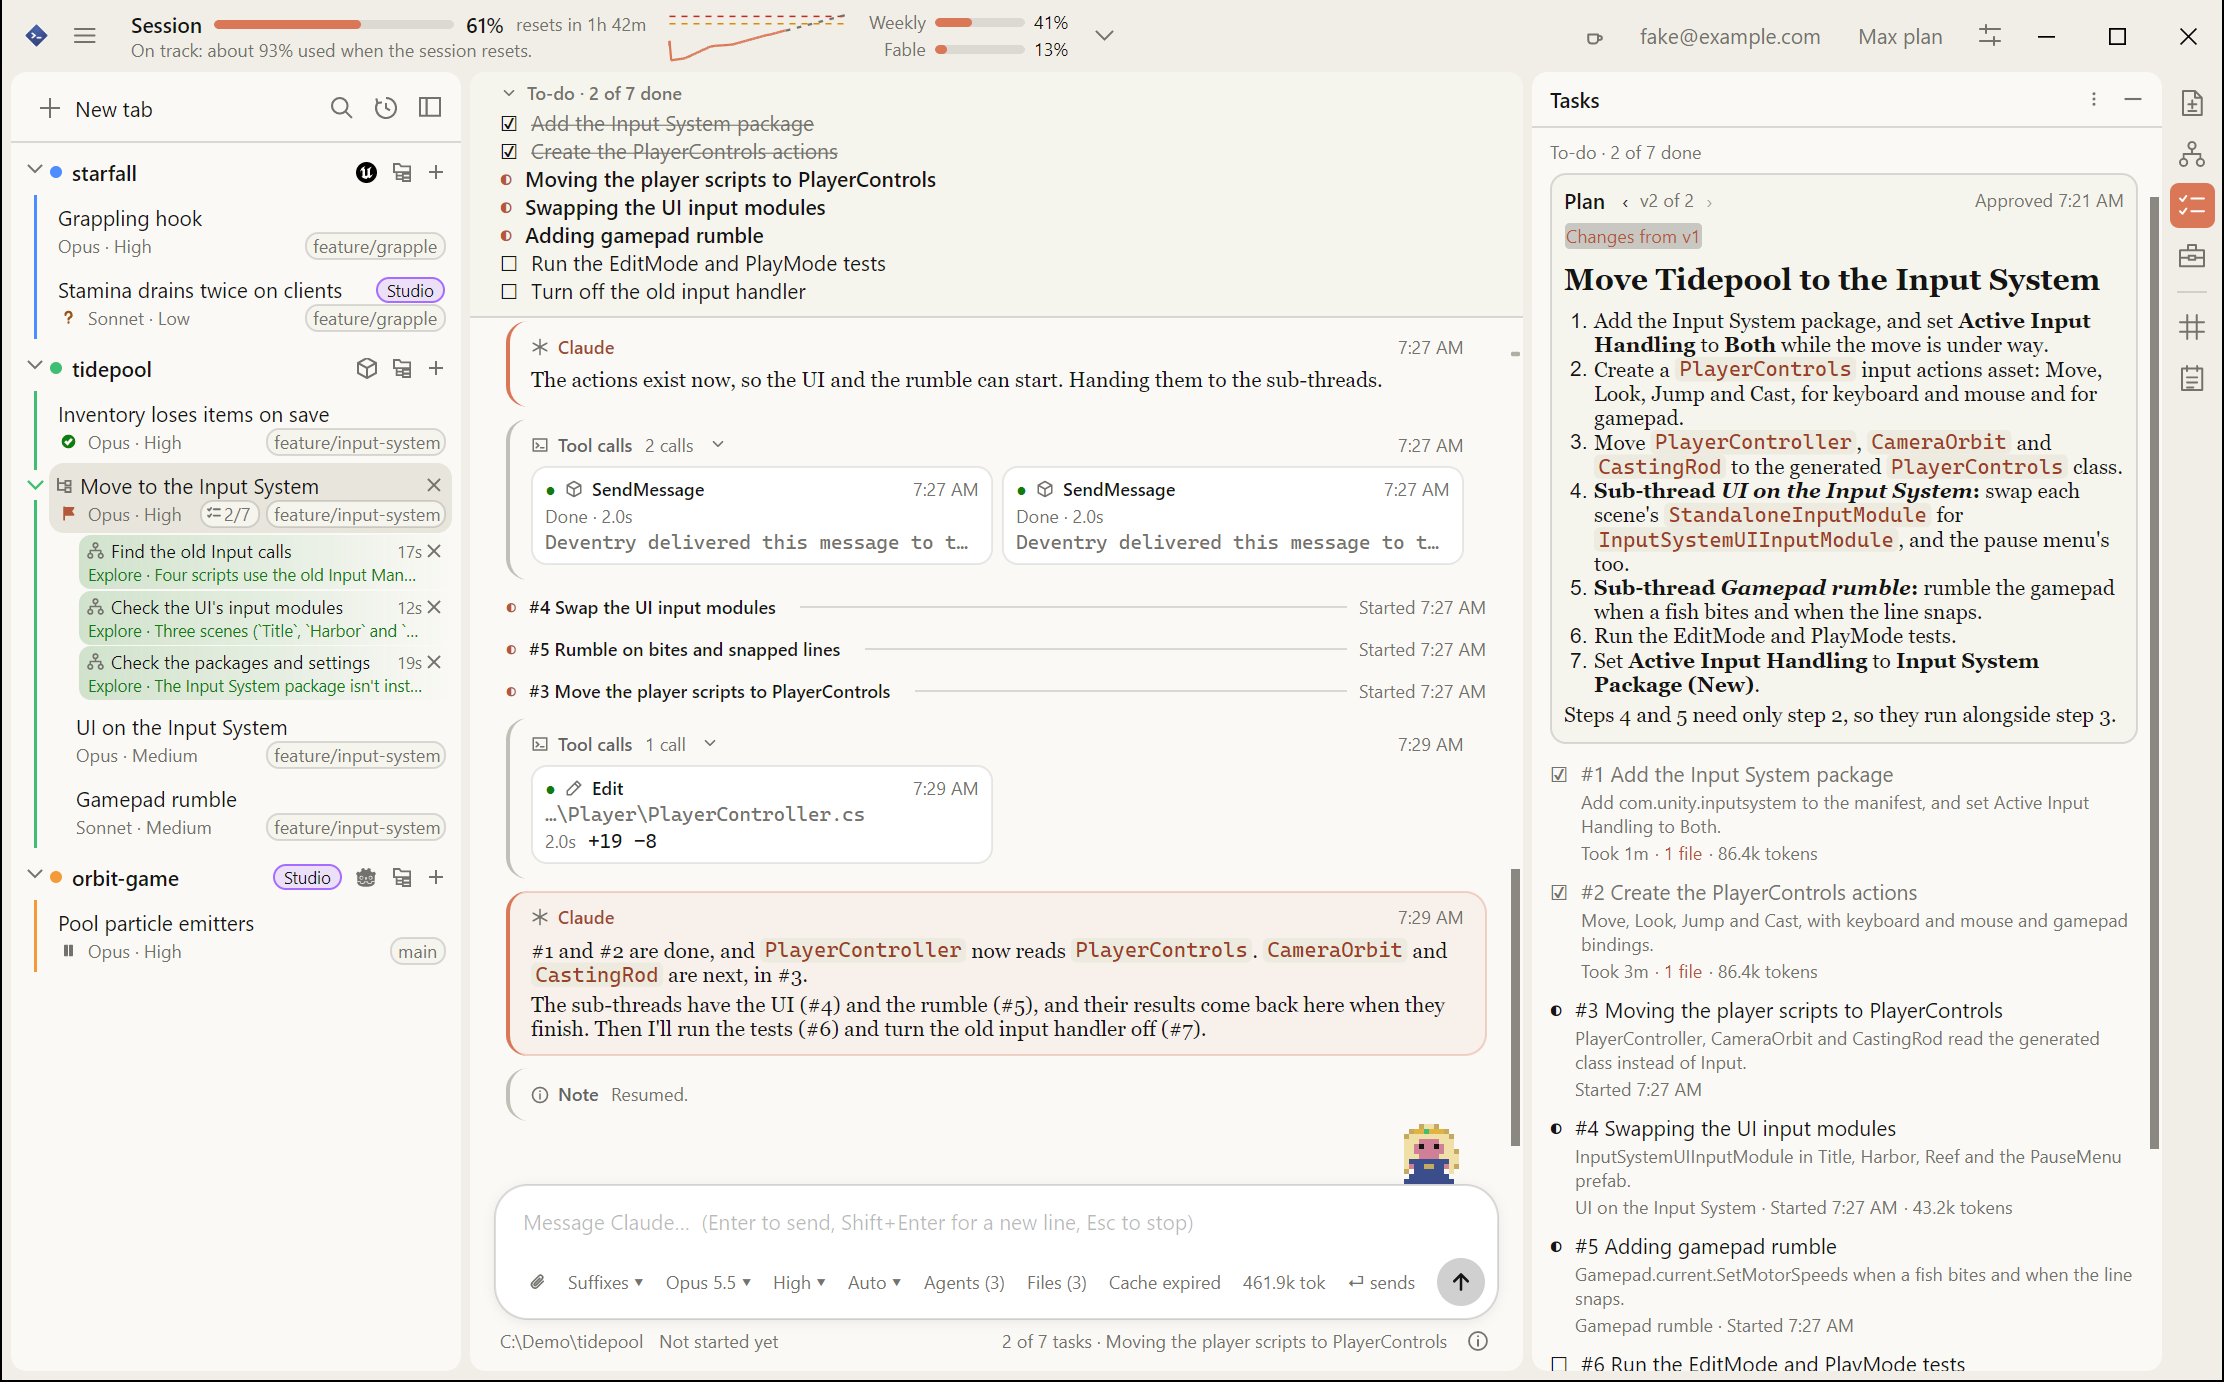 Session 61% resets in 1h 42m
On track: about 93% used when the session resets.
Weekly 41%
Fable 13%
fake@example.com Max plan
New tab
starfall
Grappling hook
Opus · High feature/grapple
Stamina drains twice on clients Studio
? Sonnet · Low feature/grapple
tidepool
Inventory loses items on save
Opus · High feature/input-system
Move to the Input System
Opus · High 2/7 feature/input-system
Find the old Input calls 17s
Explore · Four scripts use the old Input Man...
Check the UI's input modules 12s
Explore · Three scenes (`Title`, `Harbor` and `...
Check the packages and settings 19s
Explore · The Input System package isn't inst...
UI on the Input System
Opus · Medium feature/input-system
Gamepad rumble
Sonnet · Medium feature/input-system
orbit-game Studio
Pool particle emitters
Opus · High main
To-do · 2 of 7 done
Add the Input System package
Create the PlayerControls actions
Moving the player scripts to PlayerControls
Swapping the UI input modules
Adding gamepad rumble
Run the EditMode and PlayMode tests
Turn off the old input handler
Claude 7:27 AM
The actions exist now, so the UI and the rumble can start. Handing them to the sub-threads.
Tool calls 2 calls 7:27 AM
SendMessage 7:27 AM
Done · 2.0s
Deventry delivered this message to t…
SendMessage 7:27 AM
Done · 2.0s
Deventry delivered this message to t…
#4 Swap the UI input modules Started 7:27 AM
#5 Rumble on bites and snapped lines Started 7:27 AM
#3 Move the player scripts to PlayerControls Started 7:27 AM
Tool calls 1 call 7:29 AM
Edit 7:29 AM
…\Player\PlayerController.cs
2.0s +19 −8
Claude 7:29 AM
#1 and #2 are done, and PlayerController now reads PlayerControls. CameraOrbit and
CastingRod are next, in #3.
The sub-threads have the UI (#4) and the rumble (#5), and their results come back here when they
finish. Then I'll run the tests (#6) and turn the old input handler off (#7).
Note Resumed.
Message Claude… (Enter to send, Shift+Enter for a new line, Esc to stop)
Suffixes Opus 5.5 High Auto Agents (3) Files (3) Cache expired 461.9k tok sends
C:\Demo\tidepool Not started yet 2 of 7 tasks · Moving the player scripts to PlayerControls
Tasks
To-do · 2 of 7 done
Plan ‹ v2 of 2 › Approved 7:21 AM
Changes from v1
Move Tidepool to the Input System
1. Add the Input System package, and set Active Input
Handling to Both while the move is under way.
2. Create a PlayerControls input actions asset: Move,
Look, Jump and Cast, for keyboard and mouse and for
gamepad.
3. Move PlayerController, CameraOrbit and
CastingRod to the generated PlayerControls class.
4. Sub-thread UI on the Input System: swap each
scene's StandaloneInputModule for
InputSystemUIInputModule, and the pause menu's
too.
5. Sub-thread Gamepad rumble: rumble the gamepad
when a fish bites and when the line snaps.
6. Run the EditMode and PlayMode tests.
7. Set Active Input Handling to Input System
Package (New).
Steps 4 and 5 need only step 2, so they run alongside step 3.
#1 Add the Input System package
Add com.unity.inputsystem to the manifest, and set Active Input
Handling to Both.
Took 1m · 1 file · 86.4k tokens
#2 Create the PlayerControls actions
Move, Look, Jump and Cast, with keyboard and mouse and gamepad
bindings.
Took 3m · 1 file · 86.4k tokens
#3 Moving the player scripts to PlayerControls
PlayerController, CameraOrbit and CastingRod read the generated
class instead of Input.
Started 7:27 AM
#4 Swapping the UI input modules
InputSystemUIInputModule in Title, Harbor, Reef and the PauseMenu
prefab.
UI on the Input System · Started 7:27 AM · 43.2k tokens
#5 Adding gamepad rumble
Gamepad.current.SetMotorSpeeds when a fish bites and when the line
snaps.
Gamepad rumble · Started 7:27 AM
#6 Run the EditMode and PlayMode tests